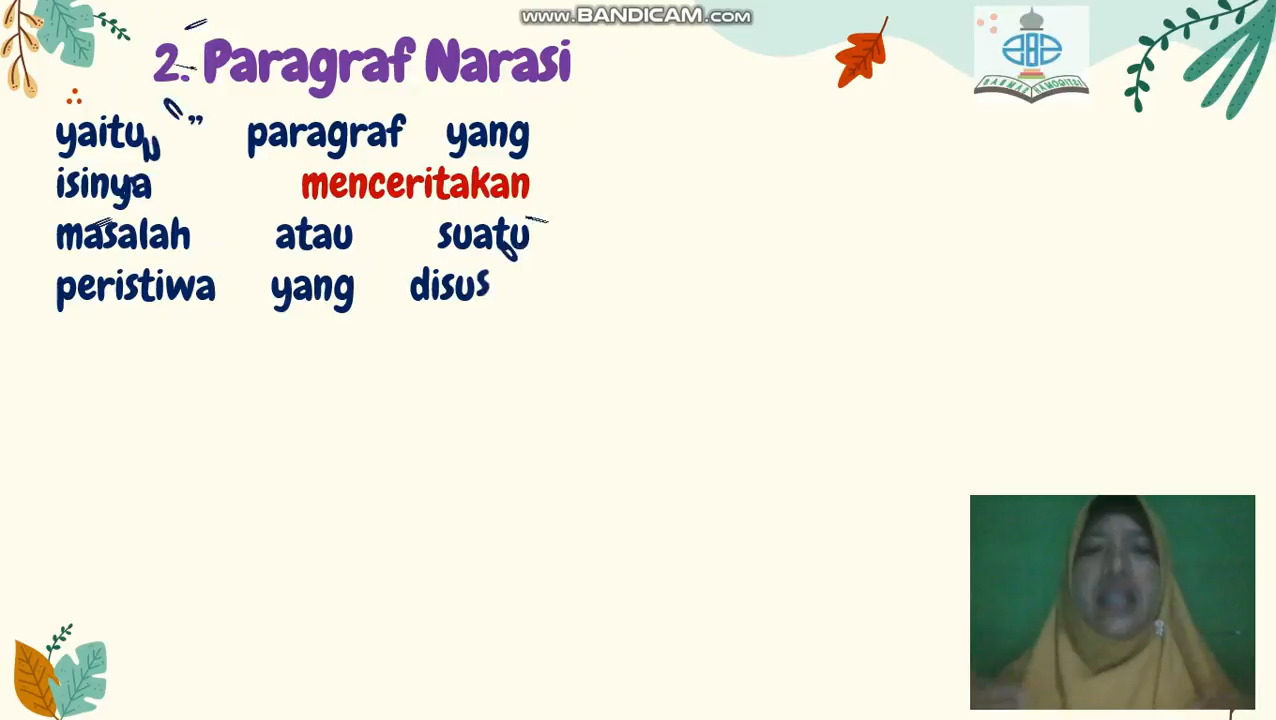 www.BANDICAM.com
2. Paragraf Narasi
yaitu ” paragraf yang
isinya menceritakan
masalah atau suatu
peristiwa yang disus